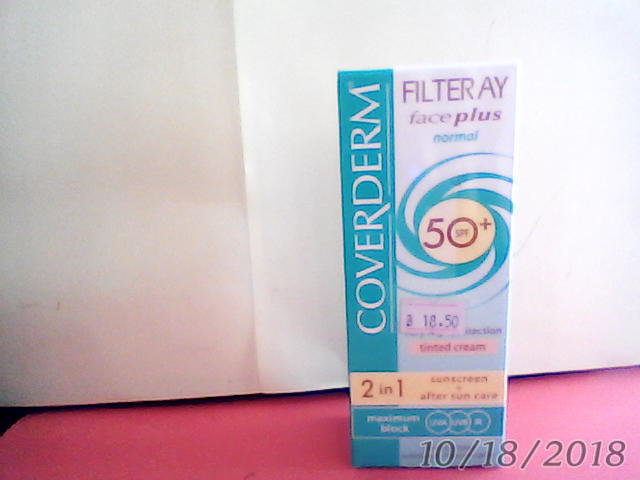 COVERDERM®
FILTERAY
face plus
normal
50+
SPF
18.50
tinted cream
2 in 1
sunscreen
+
after sun care
maximum
block
UVA UVB IR
10/18/2018